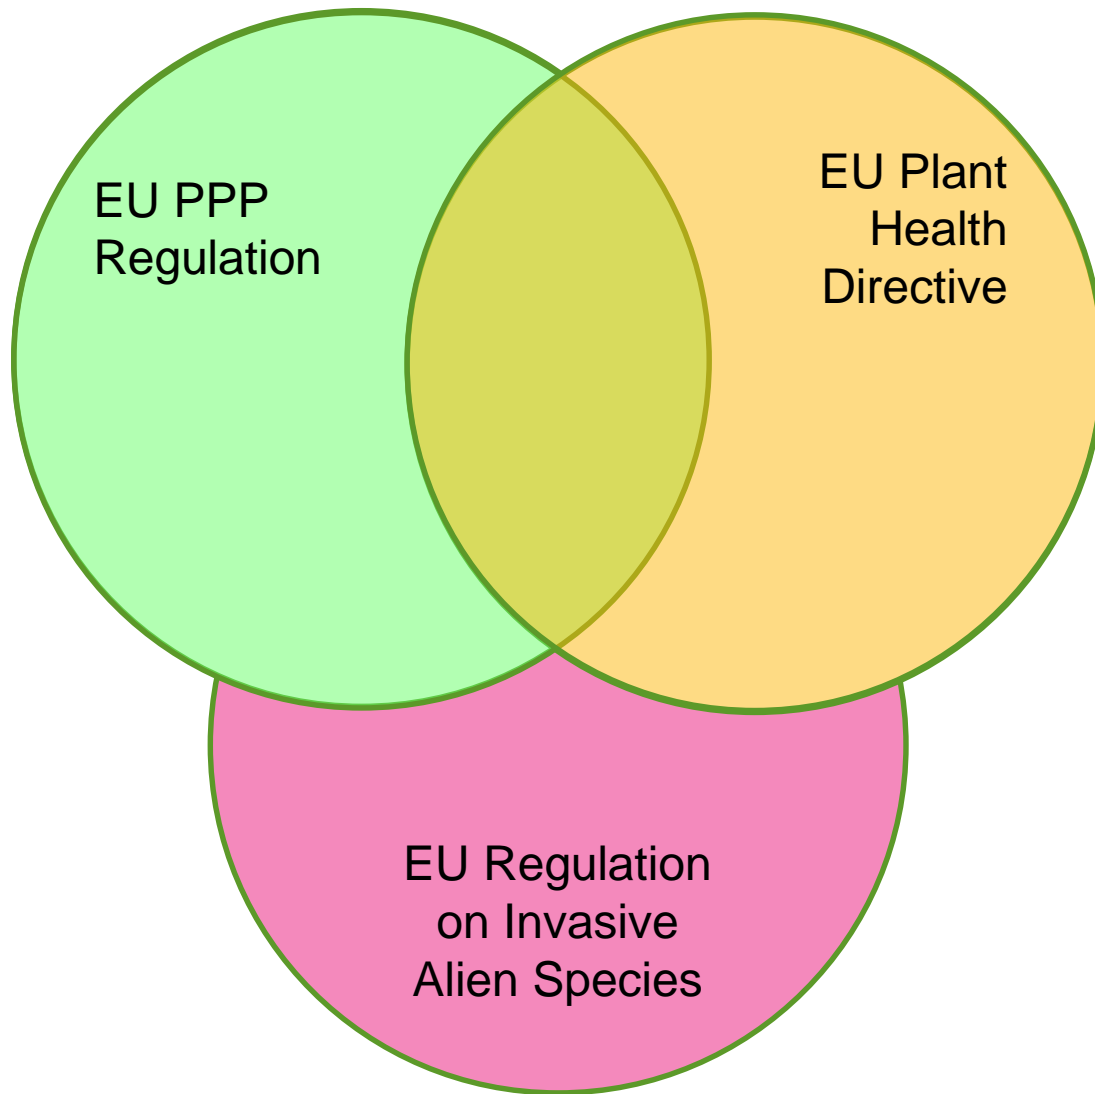 EU PPP
Regulation
EU Plant
Health
Directive
EU Regulation
on Invasive
Alien Species